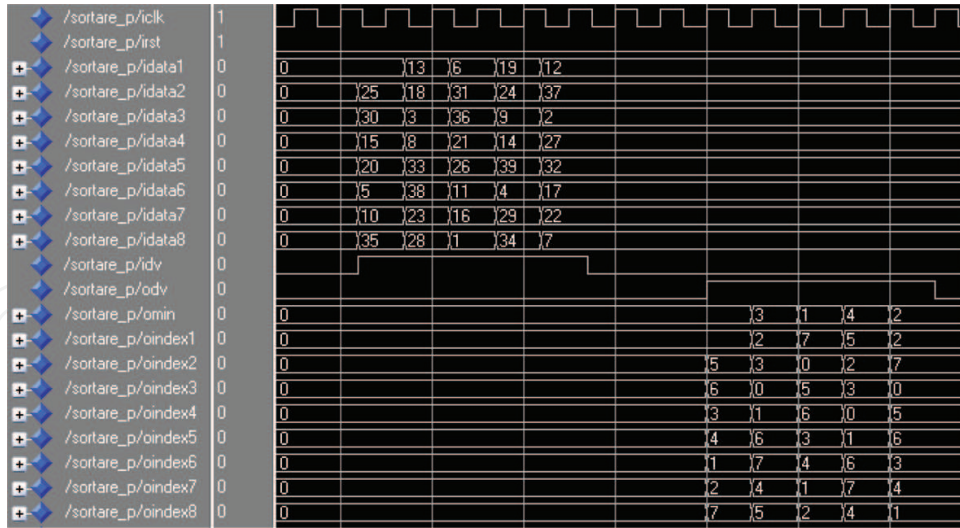 /sortare_p/iclk 1
/sortare_p/irst 1
/sortare_p/idata1 0 0 13 6 19 12
/sortare_p/idata2 0 0 25 18 31 24 37
/sortare_p/idata3 0 0 30 3 36 9 2
/sortare_p/idata4 0 0 15 8 21 14 27
/sortare_p/idata5 0 0 20 33 26 39 32
/sortare_p/idata6 0 0 5 38 11 4 17
/sortare_p/idata7 0 0 10 23 16 29 22
/sortare_p/idata8 0 0 35 28 1 34 7
/sortare_p/idv 0
/sortare_p/odv 0
/sortare_p/omin 0 0 3 1 4 2
/sortare_p/oindex1 0 0 2 7 5 2
/sortare_p/oindex2 0 0 5 3 0 2 7
/sortare_p/oindex3 0 0 6 0 5 3 0
/sortare_p/oindex4 0 0 3 1 6 0 5
/sortare_p/oindex5 0 0 4 6 3 1 6
/sortare_p/oindex6 0 0 1 7 4 6 3
/sortare_p/oindex7 0 0 2 4 1 7 4
/sortare_p/oindex8 0 0 7 5 2 4 1